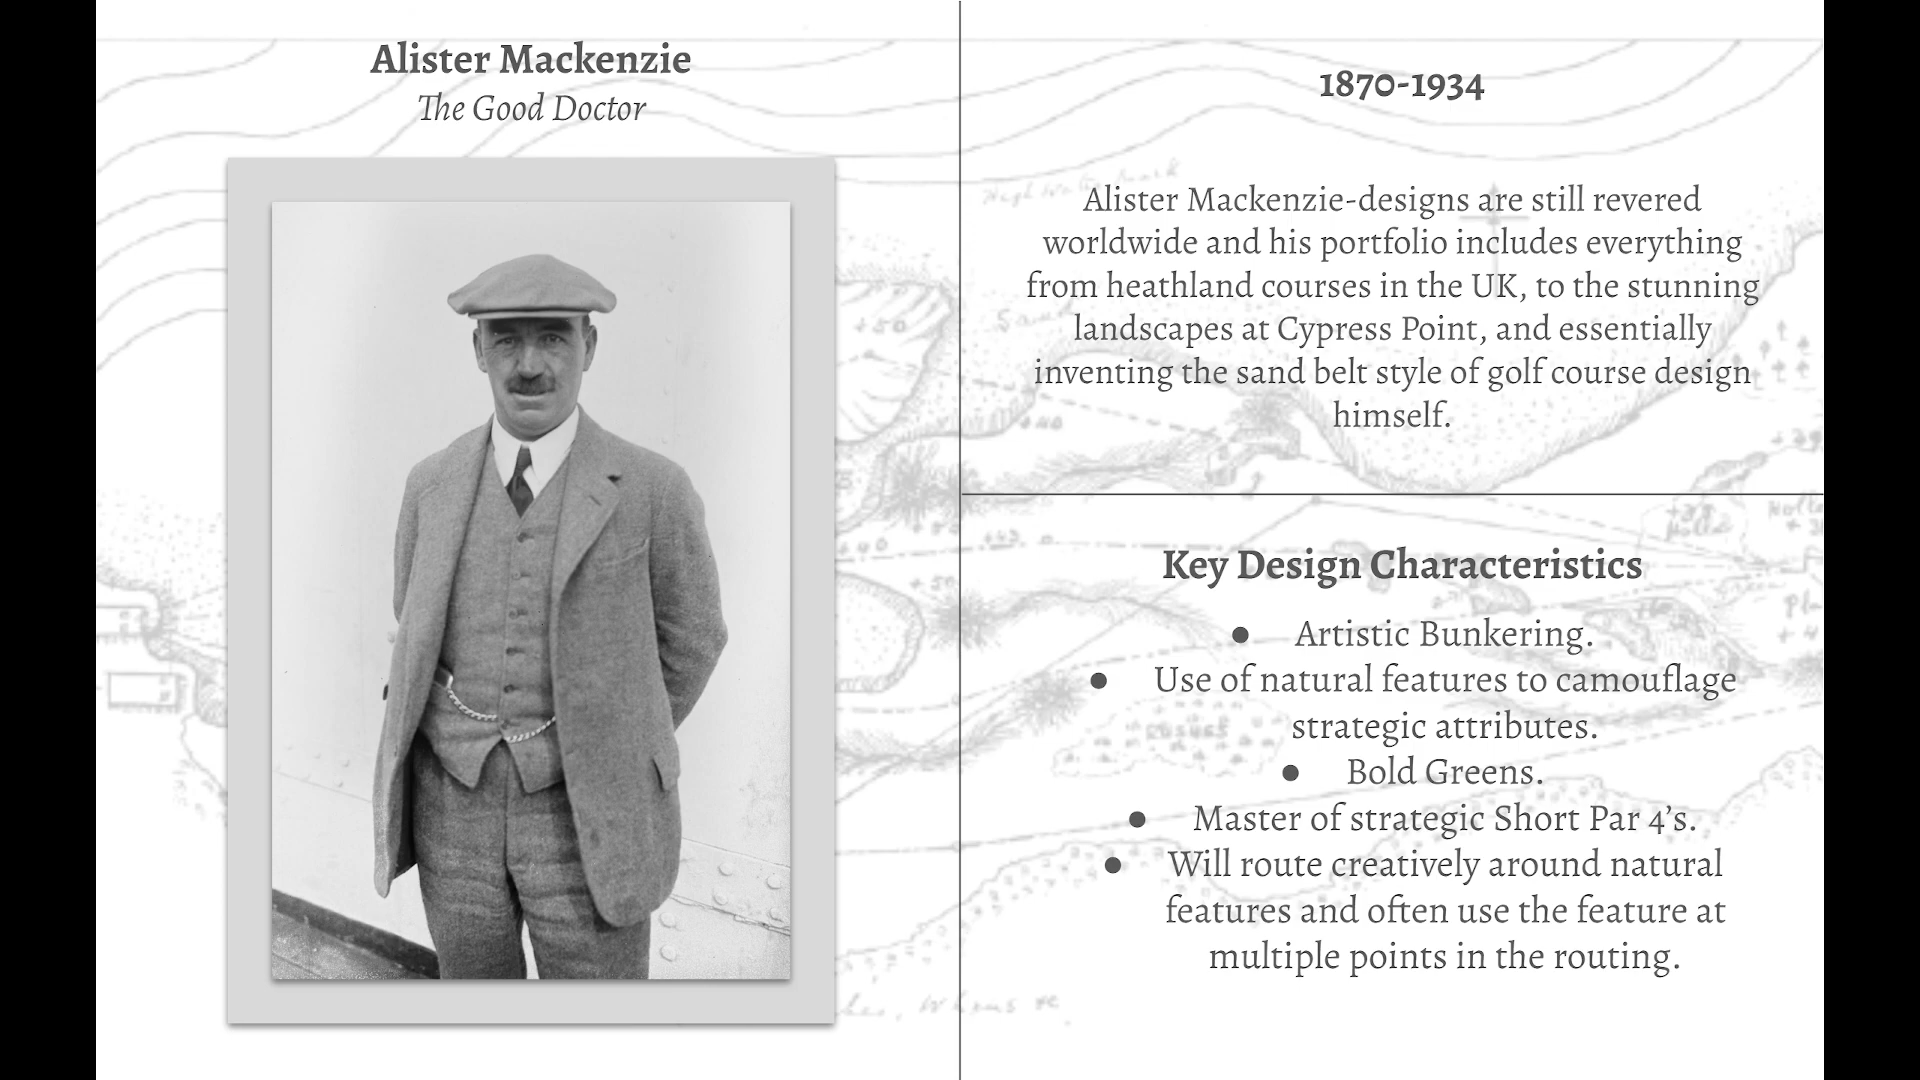 Alister Mackenzie
The Good Doctor
1870-1934
Alister Mackenzie-designs are still revered
worldwide and his portfolio includes everything
from heathland courses in the UK, to the stunning
landscapes at Cypress Point, and essentially
inventing the sand belt style of golf course design
himself.
Key Design Characteristics
● Artistic Bunkering.
● Use of natural features to camouflage
strategic attributes.
● Bold Greens.
● Master of strategic Short Par 4’s.
● Will route creatively around natural
features and often use the feature at
multiple points in the routing.